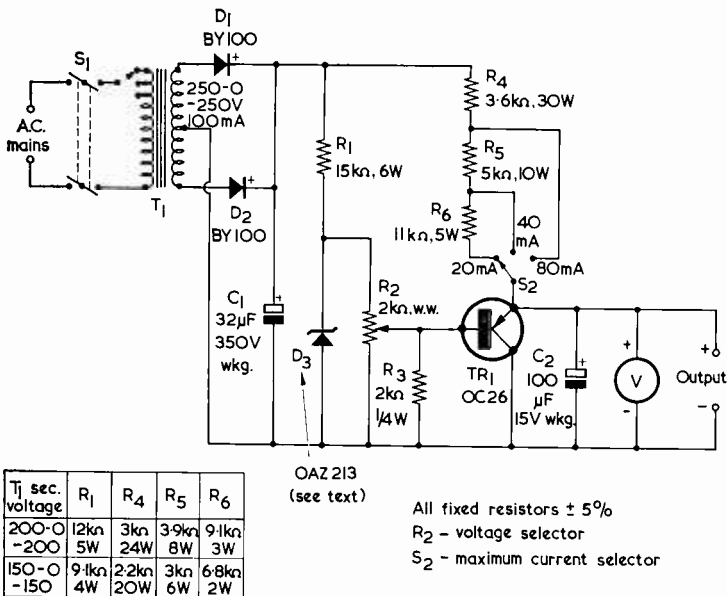 D1
BY100
S1
A.C.
mains
T1
250-0
-250V
100mA
D2
BY100
R1
15kΩ, 6W
R4
3·6kΩ, 30W
R5
5kΩ, 10W
R6
11kΩ, 5W
40
mA
20mA
80mA
S2
C1
32µF
350V
wkg.
D3
R2
2kΩ, w.w.
R3
2kΩ
1/4W
TR1
OC26
C2
100
µF
15V wkg.
V
Output
+
+
+
+
+
-
+
-
OAZ213
(see text)
T1 sec. voltage R1 R4 R5 R6
200-0 -200 12kΩ 5W 3kΩ 24W 3·9kΩ 8W 9·1kΩ 3W
150-0 -150 9·1kΩ 4W 2·2kΩ 20W 3kΩ 6W 6·8kΩ 2W
All fixed resistors ± 5%
R2 – voltage selector
S2 – maximum current selector